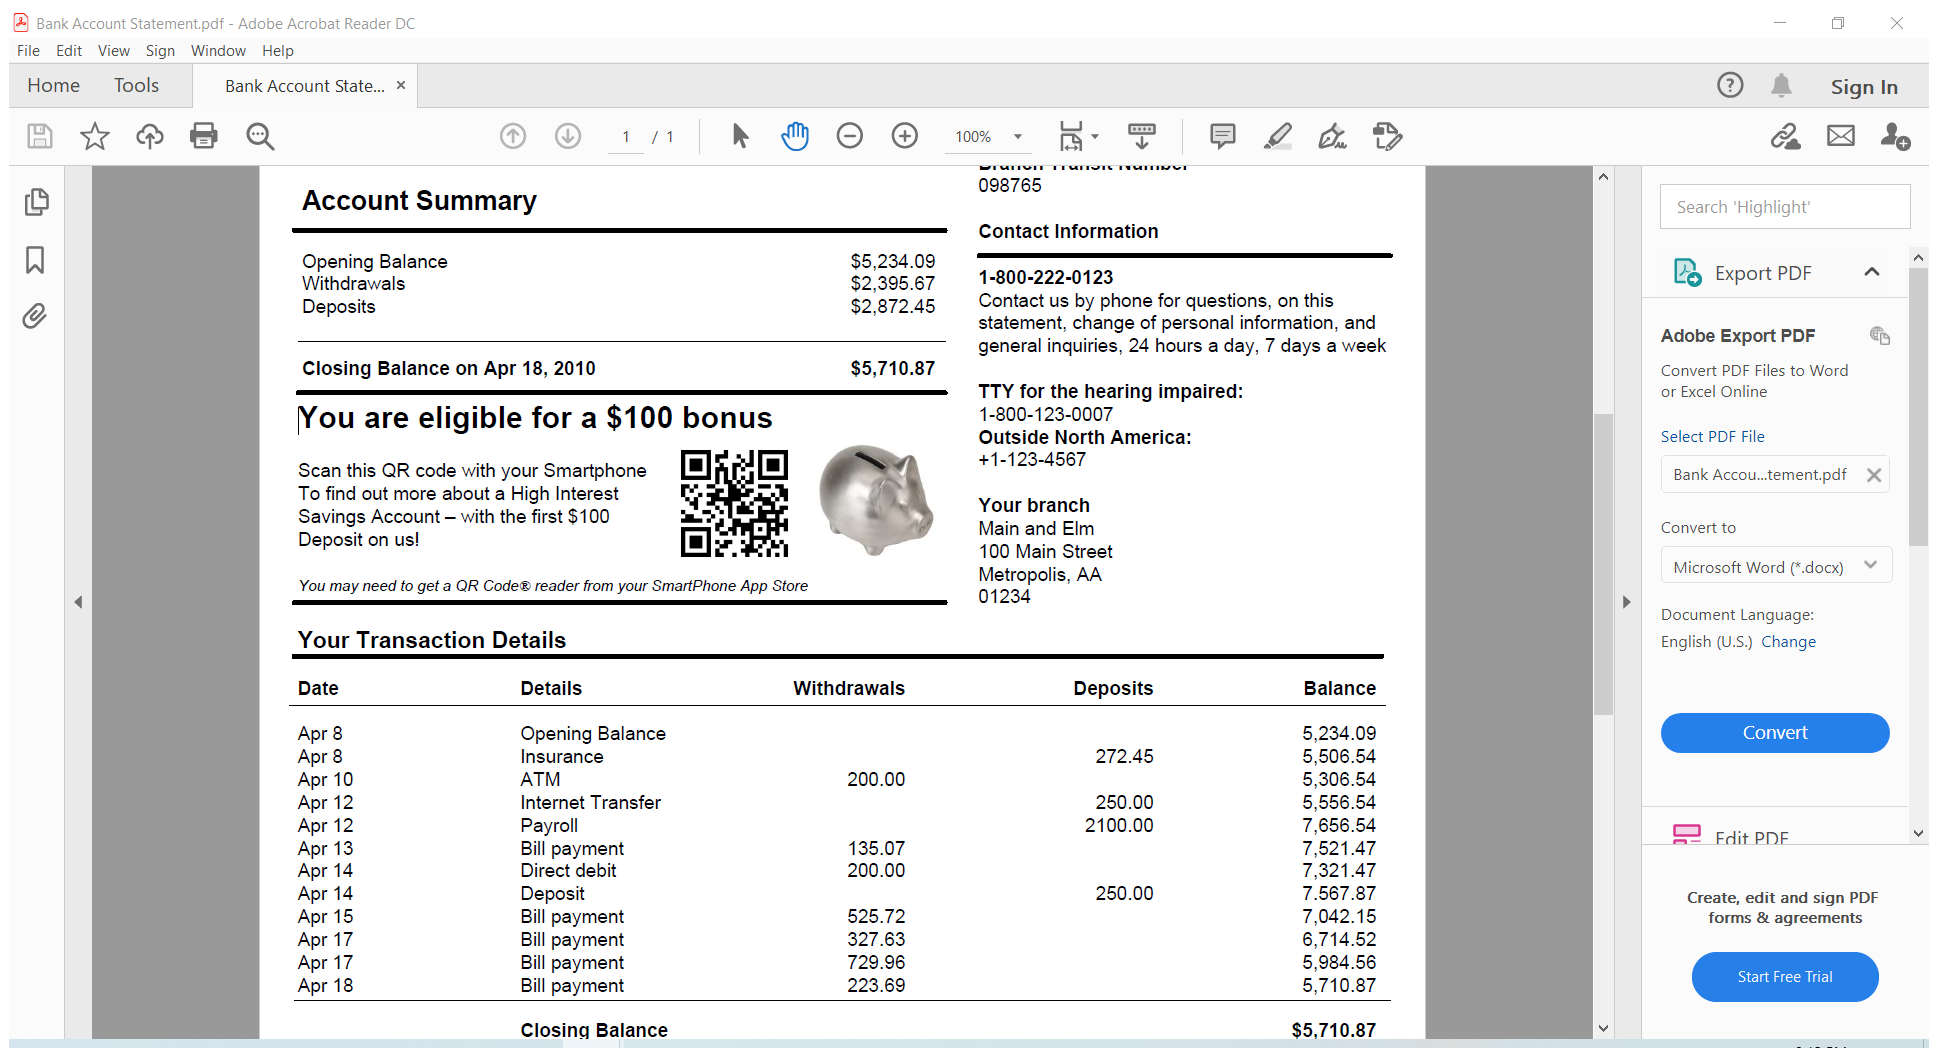 Bank Account Statement.pdf - Adobe Acrobat Reader DC
File Edit View Sign Window Help
Home Tools Bank Account State... × Sign In
1 / 1 100%
Account Summary
Opening Balance $5,234.09
Withdrawals $2,395.67
Deposits $2,872.45
Closing Balance on Apr 18, 2010 $5,710.87
You are eligible for a $100 bonus
Scan this QR code with your Smartphone
To find out more about a High Interest
Savings Account – with the first $100
Deposit on us!
You may need to get a QR Code® reader from your SmartPhone App Store
Branch Transit Number
098765
Contact Information
1-800-222-0123
Contact us by phone for questions, on this
statement, change of personal information, and
general inquiries, 24 hours a day, 7 days a week
TTY for the hearing impaired:
1-800-123-0007
Outside North America:
+1-123-4567
Your branch
Main and Elm
100 Main Street
Metropolis, AA
01234
Your Transaction Details
Date Details Withdrawals Deposits Balance
Apr 8 Opening Balance 5,234.09
Apr 8 Insurance 272.45 5,506.54
Apr 10 ATM 200.00 5,306.54
Apr 12 Internet Transfer 250.00 5,556.54
Apr 12 Payroll 2100.00 7,656.54
Apr 13 Bill payment 135.07 7,521.47
Apr 14 Direct debit 200.00 7,321.47
Apr 14 Deposit 250.00 7.567.87
Apr 15 Bill payment 525.72 7,042.15
Apr 17 Bill payment 327.63 6,714.52
Apr 17 Bill payment 729.96 5,984.56
Apr 18 Bill payment 223.69 5,710.87
Closing Balance $5,710.87
Search 'Highlight'
Export PDF
Adobe Export PDF
Convert PDF Files to Word
or Excel Online
Select PDF File
Bank Accou...tement.pdf
Convert to
Microsoft Word (*.docx)
Document Language:
English (U.S.) Change
Convert
Edit PDF
Create, edit and sign PDF
forms & agreements
Start Free Trial